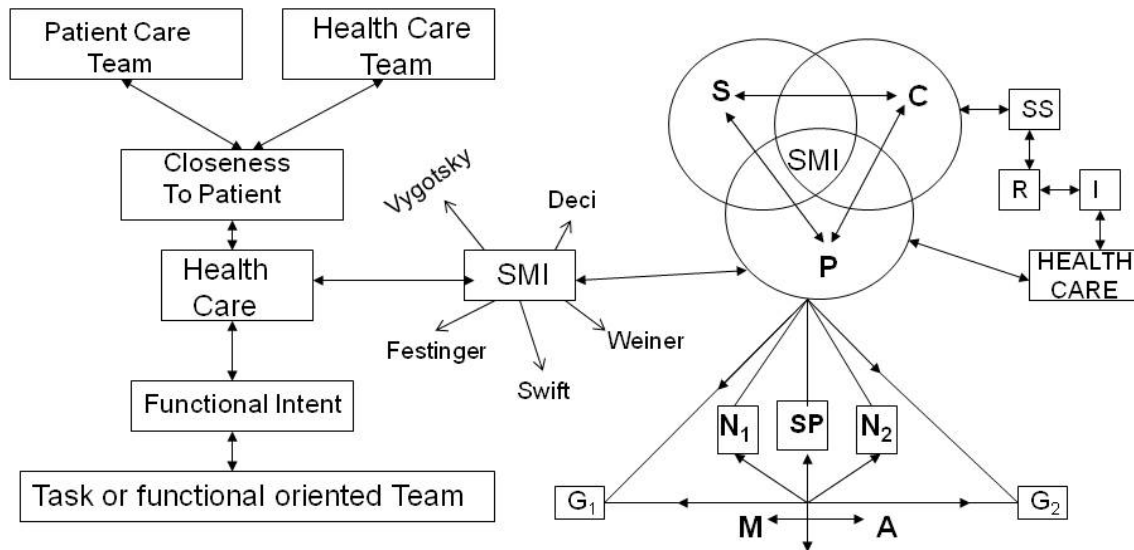 Patient Care
Team
Health Care
Team
Closeness
To Patient
Health
Care
Functional Intent
Task or functional oriented Team
Vygotsky
Deci
SMI
Festinger
Swift
Weiner
S
C
SMI
P
SS
R
I
HEALTH
CARE
N₁
SP
N₂
G₁
G₂
M
A